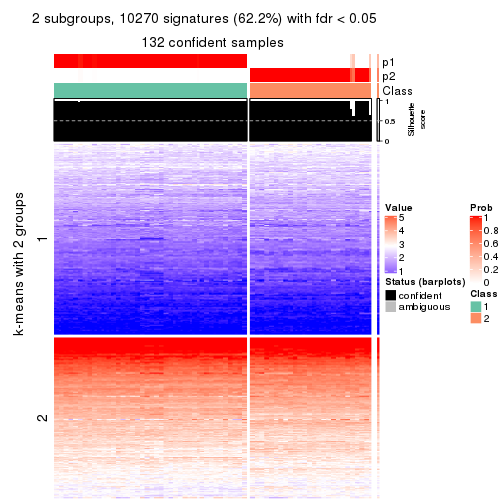 2 subgroups, 10270 signatures (62.2%) with fdr < 0.05
132 confident samples
p1
p2
Class
1
0.5
0
Silhouette
score
k-means with 2 groups
1
2
Value
5
4
3
2
1
Status (barplots)
confident
ambiguous
Prob
1
0.8
0.6
0.4
0.2
0
Class
1
2